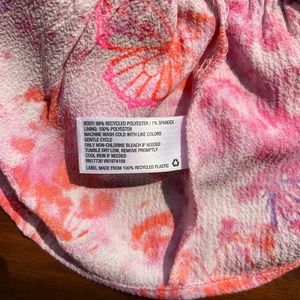 BODY: 99% RECYCLED POLYESTER / 1% SPANDEX
LINING: 100% POLYESTER
MACHINE WASH COLD WITH LIKE COLORS
GENTLE CYCLE
ONLY NON-CHLORINE BLEACH IF NEEDED
TUMBLE DRY LOW, REMOVE PROMPTLY
COOL IRON IF NEEDED
RN17730 VN1974109
LABEL MADE FROM 100% RECYCLED PLASTIC